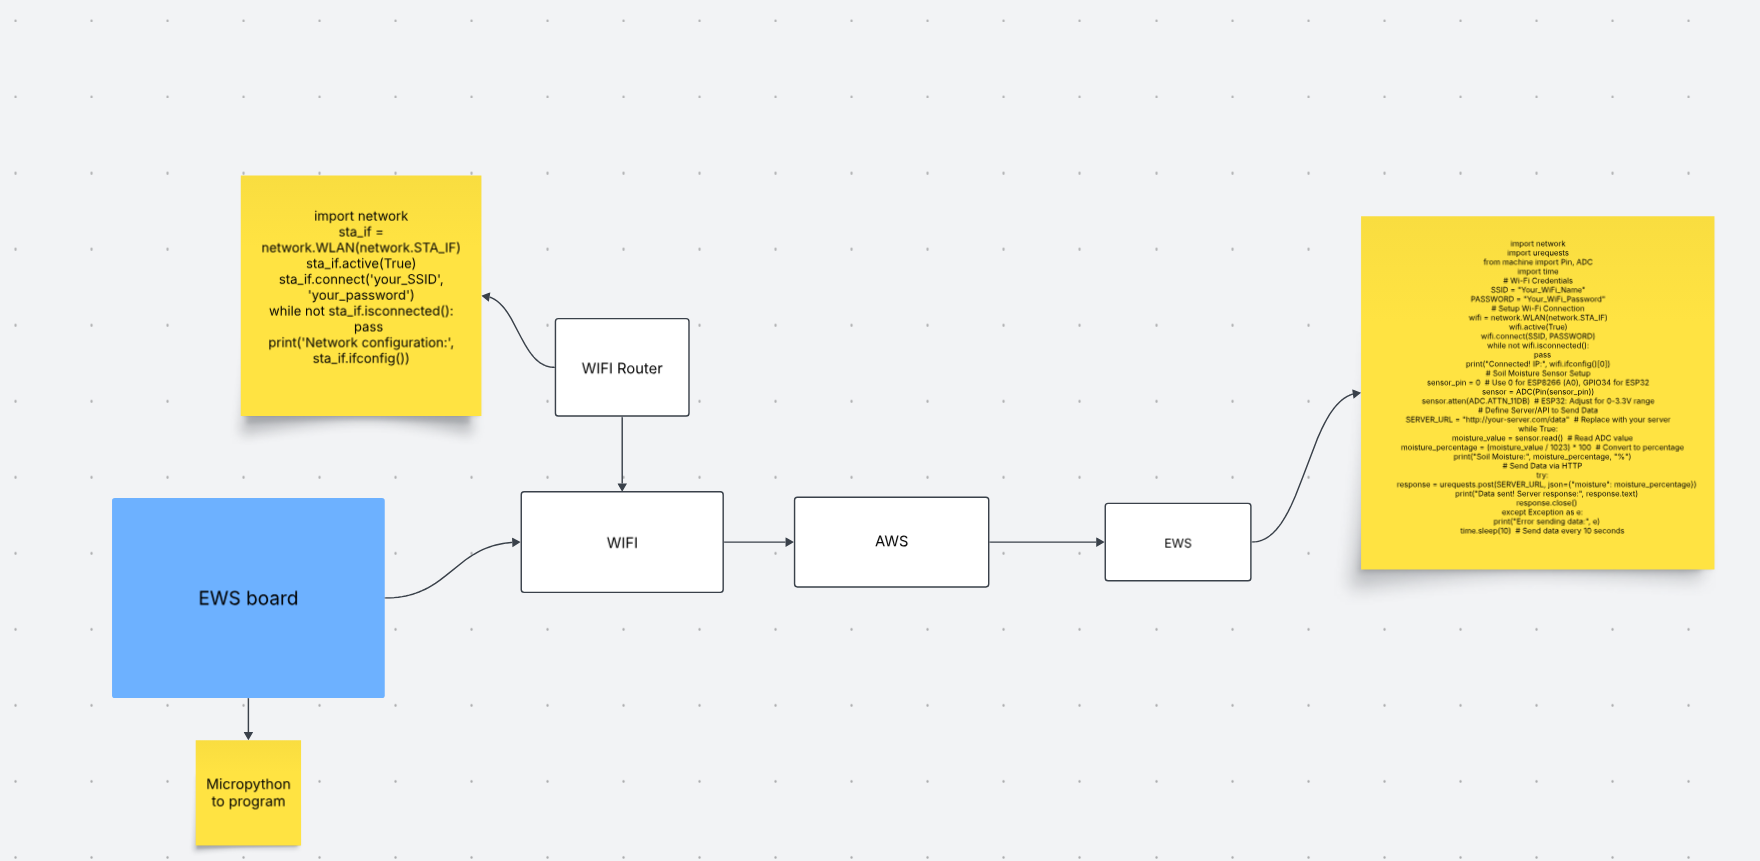 import network
sta_if =
network.WLAN(network.STA_IF)
sta_if.active(True)
sta_if.connect('your_SSID',
'your_password')
while not sta_if.isconnected():
pass
print('Network configuration:',
sta_if.ifconfig())
WIFI Router
import network
import urequests
from machine import Pin, ADC
import time
# Wi-Fi Credentials
SSID = "Your_WiFi_Name"
PASSWORD = "Your_WiFi_Password"
# Setup Wi-Fi Connection
wifi = network.WLAN(network.STA_IF)
wifi.active(True)
wifi.connect(SSID, PASSWORD)
while not wifi.isconnected():
pass
print("Connected! IP:", wifi.ifconfig()[0])
# Soil Moisture Sensor Setup
sensor_pin = 0 # Use 0 for ESP8266 (A0), GPIO34 for ESP32
sensor = ADC(Pin(sensor_pin))
sensor.atten(ADC.ATTN_11DB) # ESP32: Adjust for 0-3.3V range
# Define Server/API to Send Data
SERVER_URL = "http://your-server.com/data" # Replace with your server
while True:
moisture_value = sensor.read() # Read ADC value
moisture_percentage = (moisture_value / 1023) * 100 # Convert to percentage
print("Soil Moisture:", moisture_percentage, "%")
# Send Data via HTTP
try:
response = urequests.post(SERVER_URL, json={"moisture": moisture_percentage})
print("Data sent! Server response:", response.text)
response.close()
except Exception as e:
print("Error sending data:", e)
time.sleep(10) # Send data every 10 seconds
EWS board
WIFI
AWS
EWS
Micropython
to program